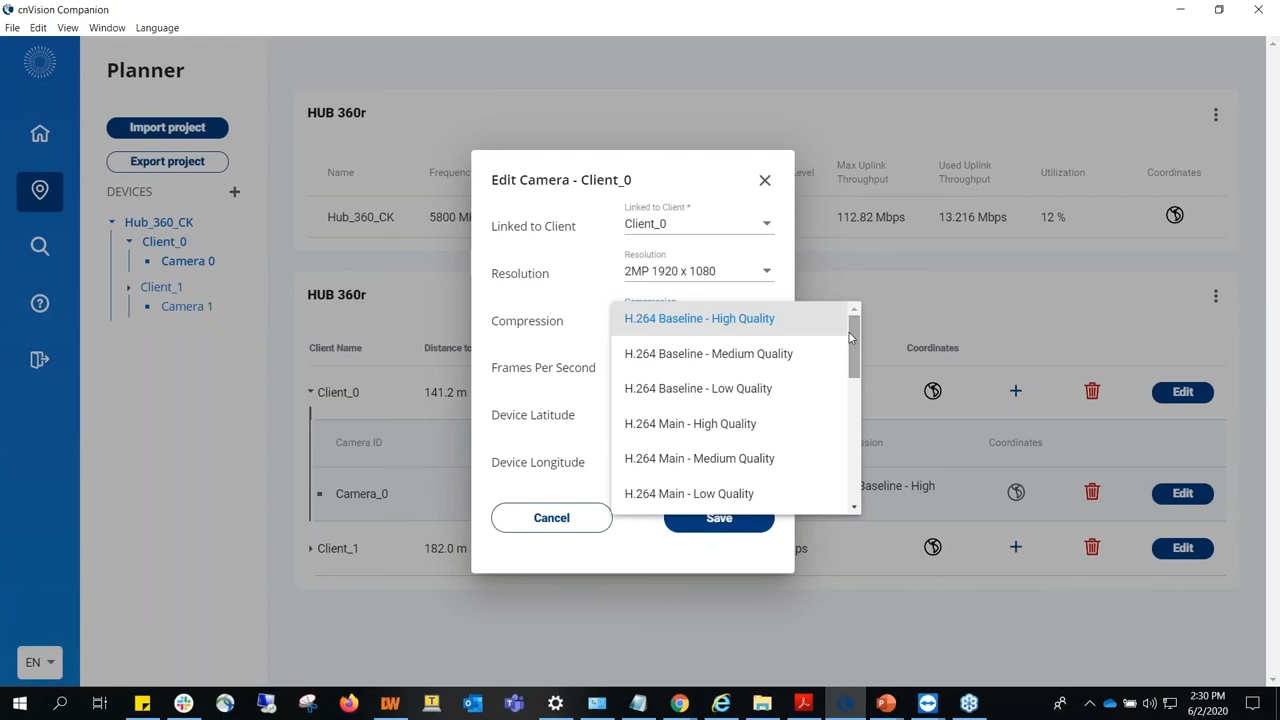 cnVision Companion
File Edit View Window Language
Planner
Import project
Export project
DEVICES
Hub_360_CK
Client_0
Camera 0
Client_1
Camera 1
EN
HUB 360r
Name
Max Uplink
Throughput
Used Uplink
Throughput
Utilization
Coordinates
Hub_360_CK
112.82 Mbps
13.216 Mbps
12 %
HUB 360r
Client Name
Coordinates
Client_0
141.2 m
Edit
Camera ID
Coordinates
Camera_0
Baseline - High
Edit
Client_1
182.0 m
Edit
Edit Camera - Client_0
Linked to Client
Linked to Client *
Client_0
Resolution
Resolution
2MP 1920 x 1080
Compression
Frames Per Second
Device Latitude
Device Longitude
H.264 Baseline - High Quality
H.264 Baseline - Medium Quality
H.264 Baseline - Low Quality
H.264 Main - High Quality
H.264 Main - Medium Quality
H.264 Main - Low Quality
Cancel
Save
2:30 PM
6/2/2020